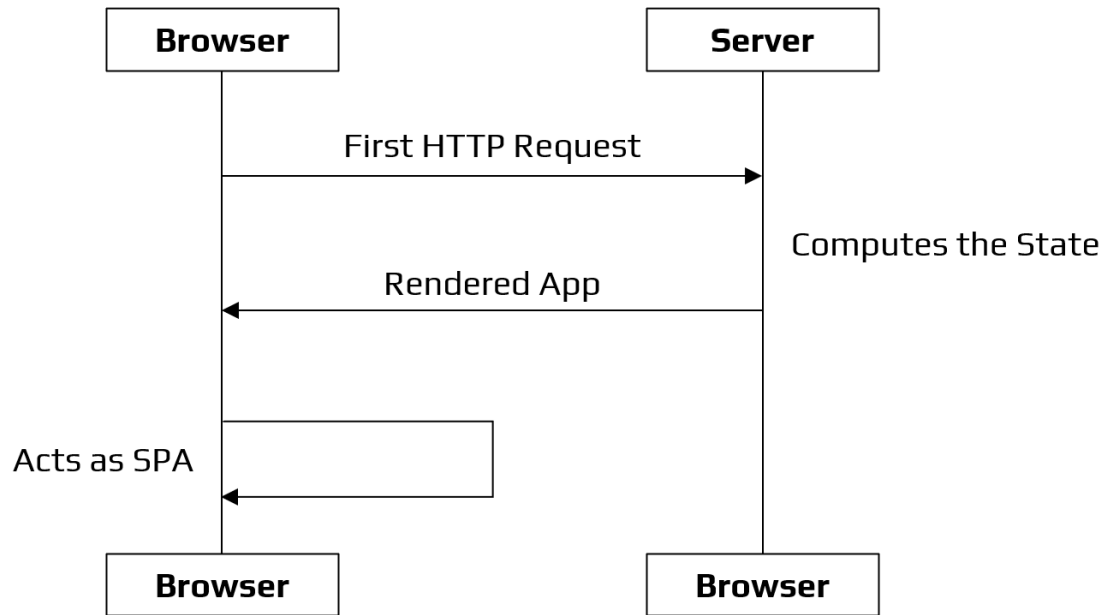 Browser
Server
First HTTP Request
Computes the State
Rendered App
Acts as SPA
Browser
Browser